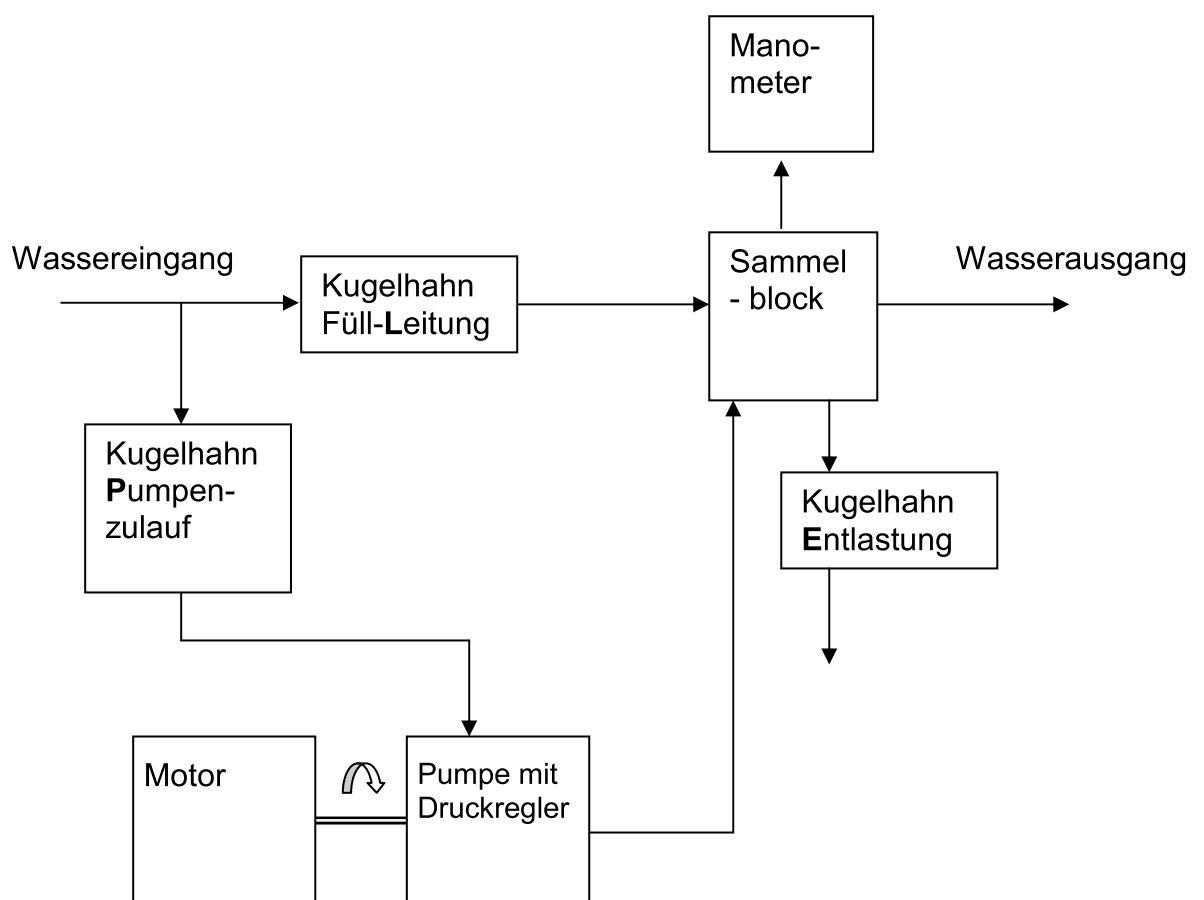 Mano-
meter
Wassereingang
Kugelhahn
Füll-Leitung
Sammel
- block
Wasserausgang
Kugelhahn
Pumpen-
zulauf
Kugelhahn
Entlastung
Motor
Pumpe mit
Druckregler